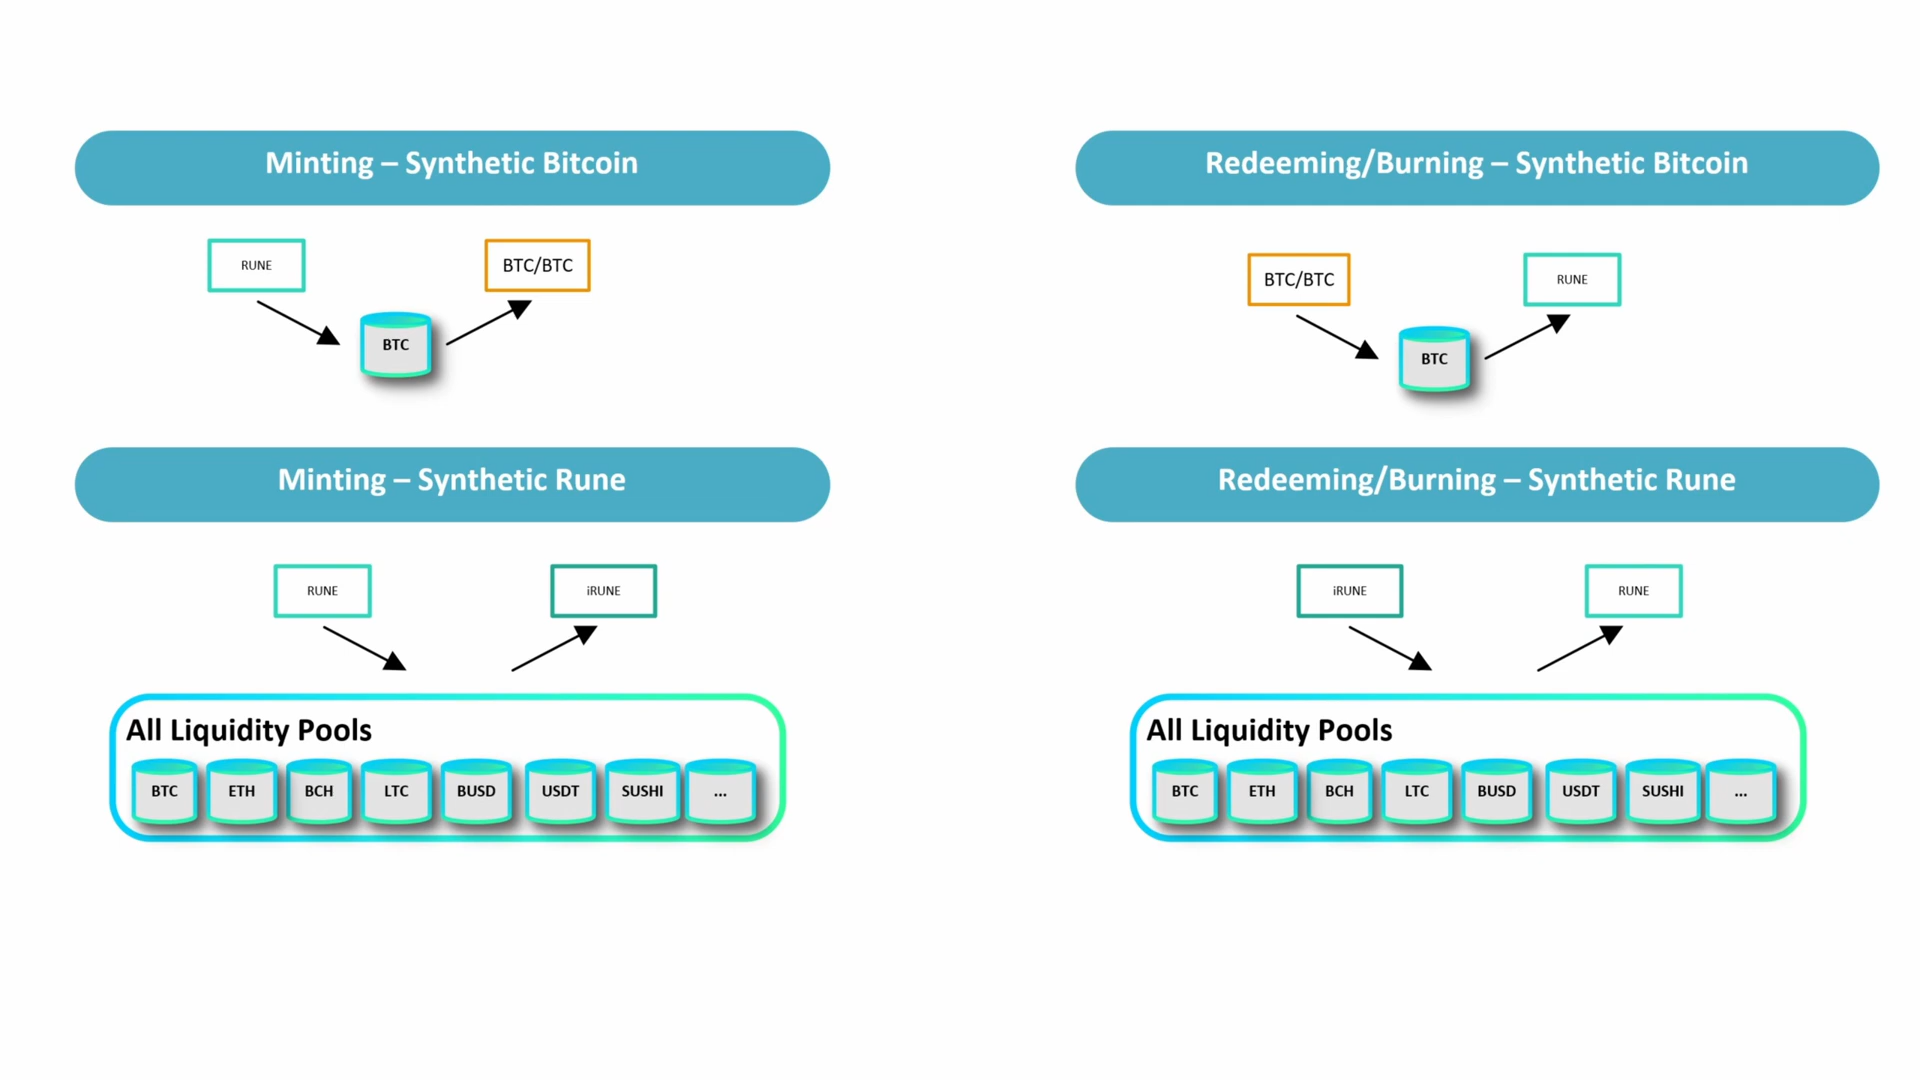 Minting – Synthetic Bitcoin
RUNE
BTC/BTC
BTC
Redeeming/Burning – Synthetic Bitcoin
BTC/BTC
RUNE
BTC
Minting – Synthetic Rune
RUNE
iRUNE
All Liquidity Pools
BTC
ETH
BCH
LTC
BUSD
USDT
SUSHI
...
Redeeming/Burning – Synthetic Rune
iRUNE
RUNE
All Liquidity Pools
BTC
ETH
BCH
LTC
BUSD
USDT
SUSHI
...